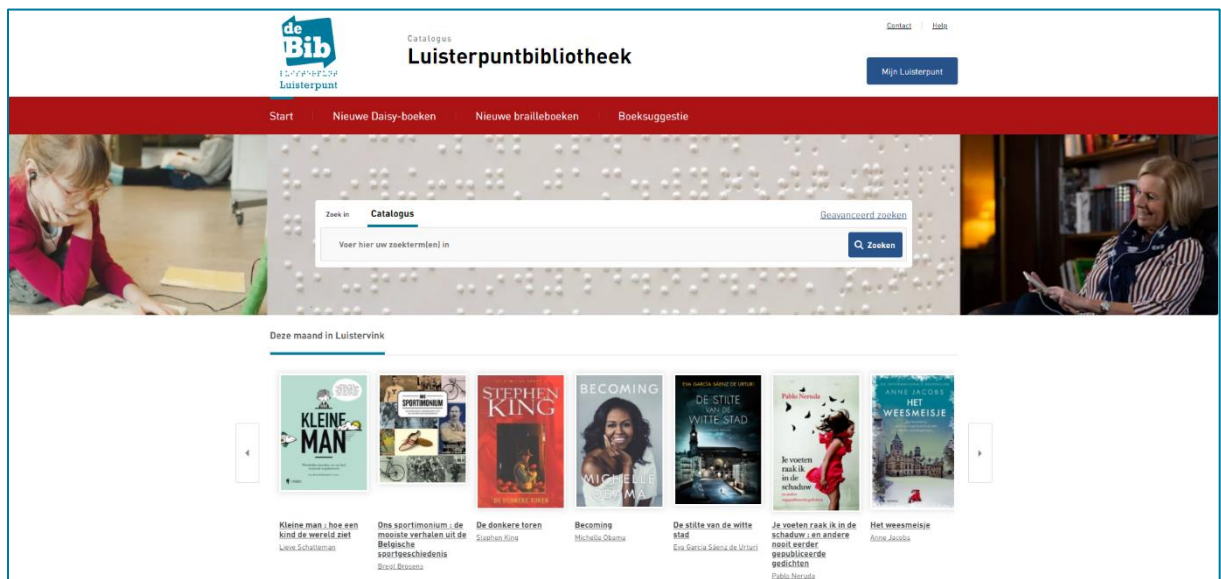 de
Bib
Luisterpunt
Catalogus
Luisterpuntbibliotheek
Contact
Help
Mijn Luisterpunt
Start
Nieuwe Daisy-boeken
Nieuwe brailleboeken
Boeksuggestie
Zoek in
Catalogus
Geavanceerd zoeken
Voer hier uw zoekterm(en) in
Zoeken
Deze maand in Luistervink
KLEINE
MAN
ONS
SPORTIMONIUM
STEPHEN
KING
DE DONKERE TOREN
BECOMING
MICHELLE
OBAMA
EVA GARCÍA SÁENZ DE URTURI
DE STILTE
VAN DE
WITTE STAD
Pablo Neruda
Je voeten
raak ik
in de
schaduw
ANNE JACOBS
HET
WEESMEISJE
Kleine man : hoe een
kind de wereld ziet
Lieve Schatteman
Ons sportimonium : de
mooiste verhalen uit de
Belgische
sportgeschiedenis
Bregt Brosens
De donkere toren
Stephen King
Becoming
Michelle Obama
De stilte van de witte
stad
Eva García Sáenz de Urturi
Je voeten raak ik in de
schaduw : en andere
nooit eerder
gepubliceerde
gedichten
Pablo Neruda
Het weesmeisje
Anne Jacobs